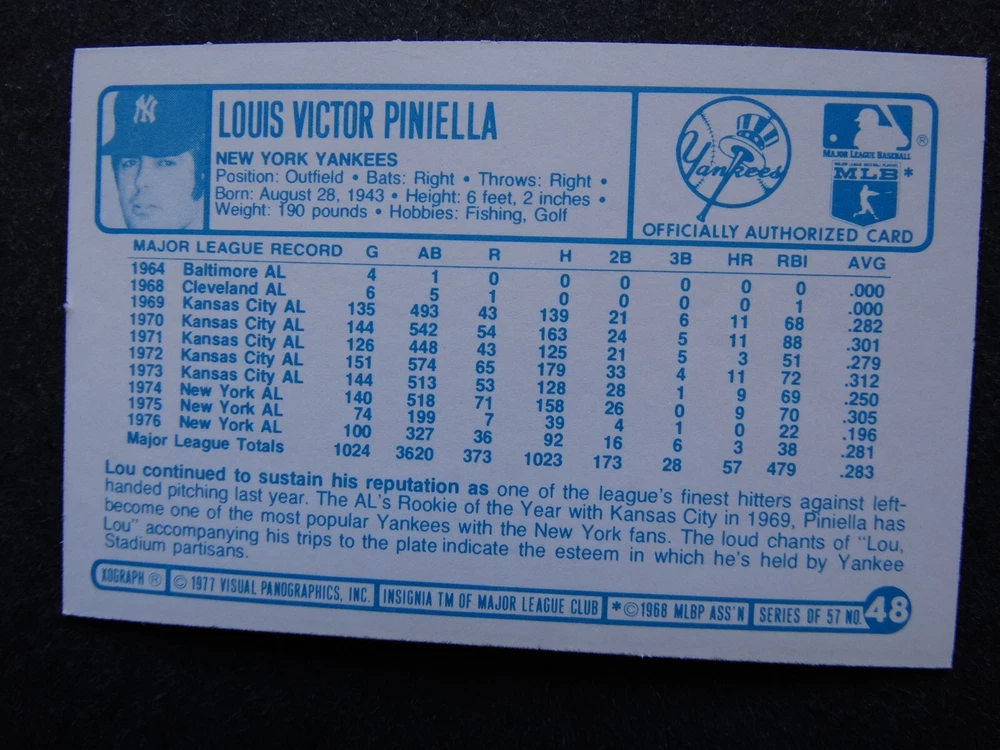 NY
LOUIS VICTOR PINIELLA
NEW YORK YANKEES
Position: Outfield • Bats: Right • Throws: Right •
Born: August 28, 1943 • Height: 6 feet, 2 inches •
Weight: 190 pounds • Hobbies: Fishing, Golf
Yankees
MAJOR LEAGUE BASEBALL ®
MLB *
OFFICIALLY AUTHORIZED CARD
MAJOR LEAGUE RECORD G AB R H 2B 3B HR RBI AVG
1964 Baltimore AL 4 1 0 0 0 0 0 0 .000
1968 Cleveland AL 6 5 1 0 0 0 0 1 .000
1969 Kansas City AL 135 493 43 139 21 6 11 68 .282
1970 Kansas City AL 144 542 54 163 24 5 11 88 .301
1971 Kansas City AL 126 448 43 125 21 5 3 51 .279
1972 Kansas City AL 151 574 65 179 33 4 11 72 .312
1973 Kansas City AL 144 513 53 128 28 1 9 69 .250
1974 New York AL 140 518 71 158 26 0 9 70 .305
1975 New York AL 74 199 7 39 4 1 0 22 .196
1976 New York AL 100 327 36 92 16 6 3 38 .281
Major League Totals 1024 3620 373 1023 173 28 57 479 .283
Lou continued to sustain his reputation as one of the league's finest hitters against left-
handed pitching last year. The AL's Rookie of the Year with Kansas City in 1969, Piniella has
become one of the most popular Yankees with the New York fans. The loud chants of "Lou,
Lou" accompanying his trips to the plate indicate the esteem in which he's held by Yankee
Stadium partisans.
XOGRAPH ® © 1977 VISUAL PANOGRAPHICS, INC. INSIGNIA TM OF MAJOR LEAGUE CLUB *©1968 MLBP ASS'N SERIES OF 57 NO. 48